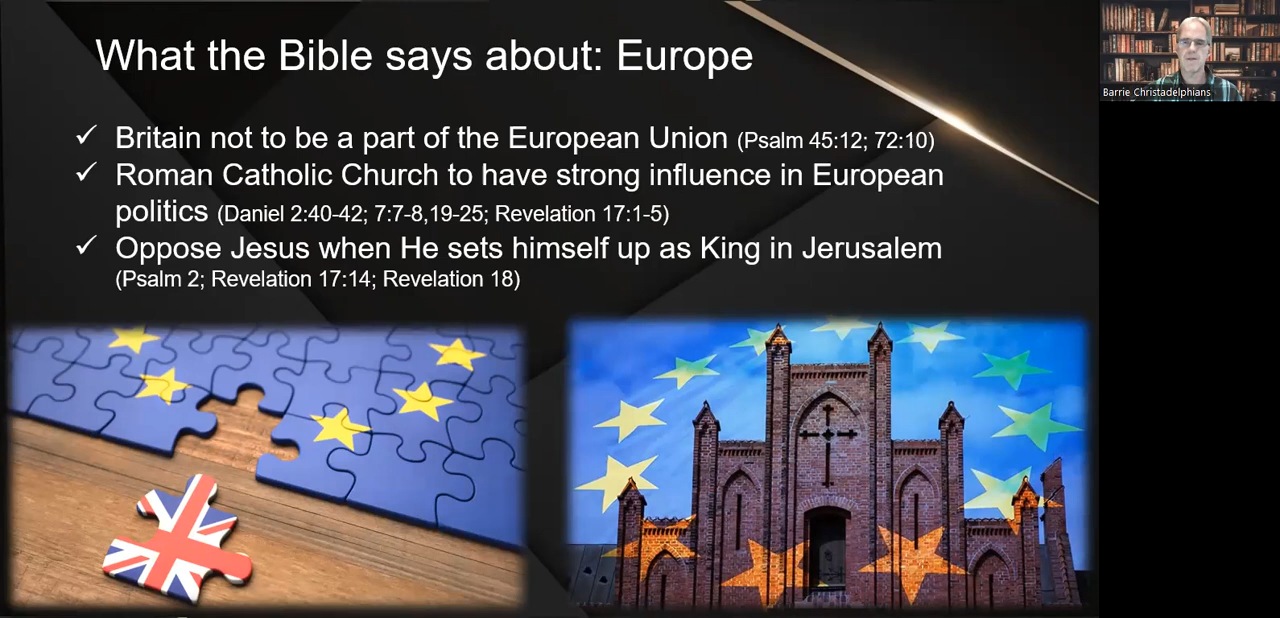 What the Bible says about: Europe
Barrie Christadelphians
✓ Britain not to be a part of the European Union (Psalm 45:12; 72:10)
✓ Roman Catholic Church to have strong influence in European
politics (Daniel 2:40-42; 7:7-8,19-25; Revelation 17:1-5)
✓ Oppose Jesus when He sets himself up as King in Jerusalem
(Psalm 2; Revelation 17:14; Revelation 18)